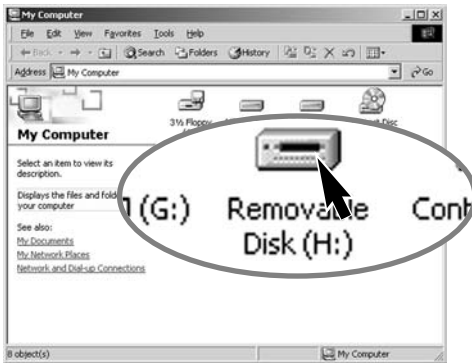 My Computer
File Edit View Favorites Tools Help
Back Search Folders History
Address My Computer Go
3½ Floppy
Disc
My Computer
Select an item to view its
description.
Displays the files and
your computer
See also:
My Documents
My Network Places
Network and Dial-up Connections
(G:) Removable
Disk (H:)
8 object(s) My Computer